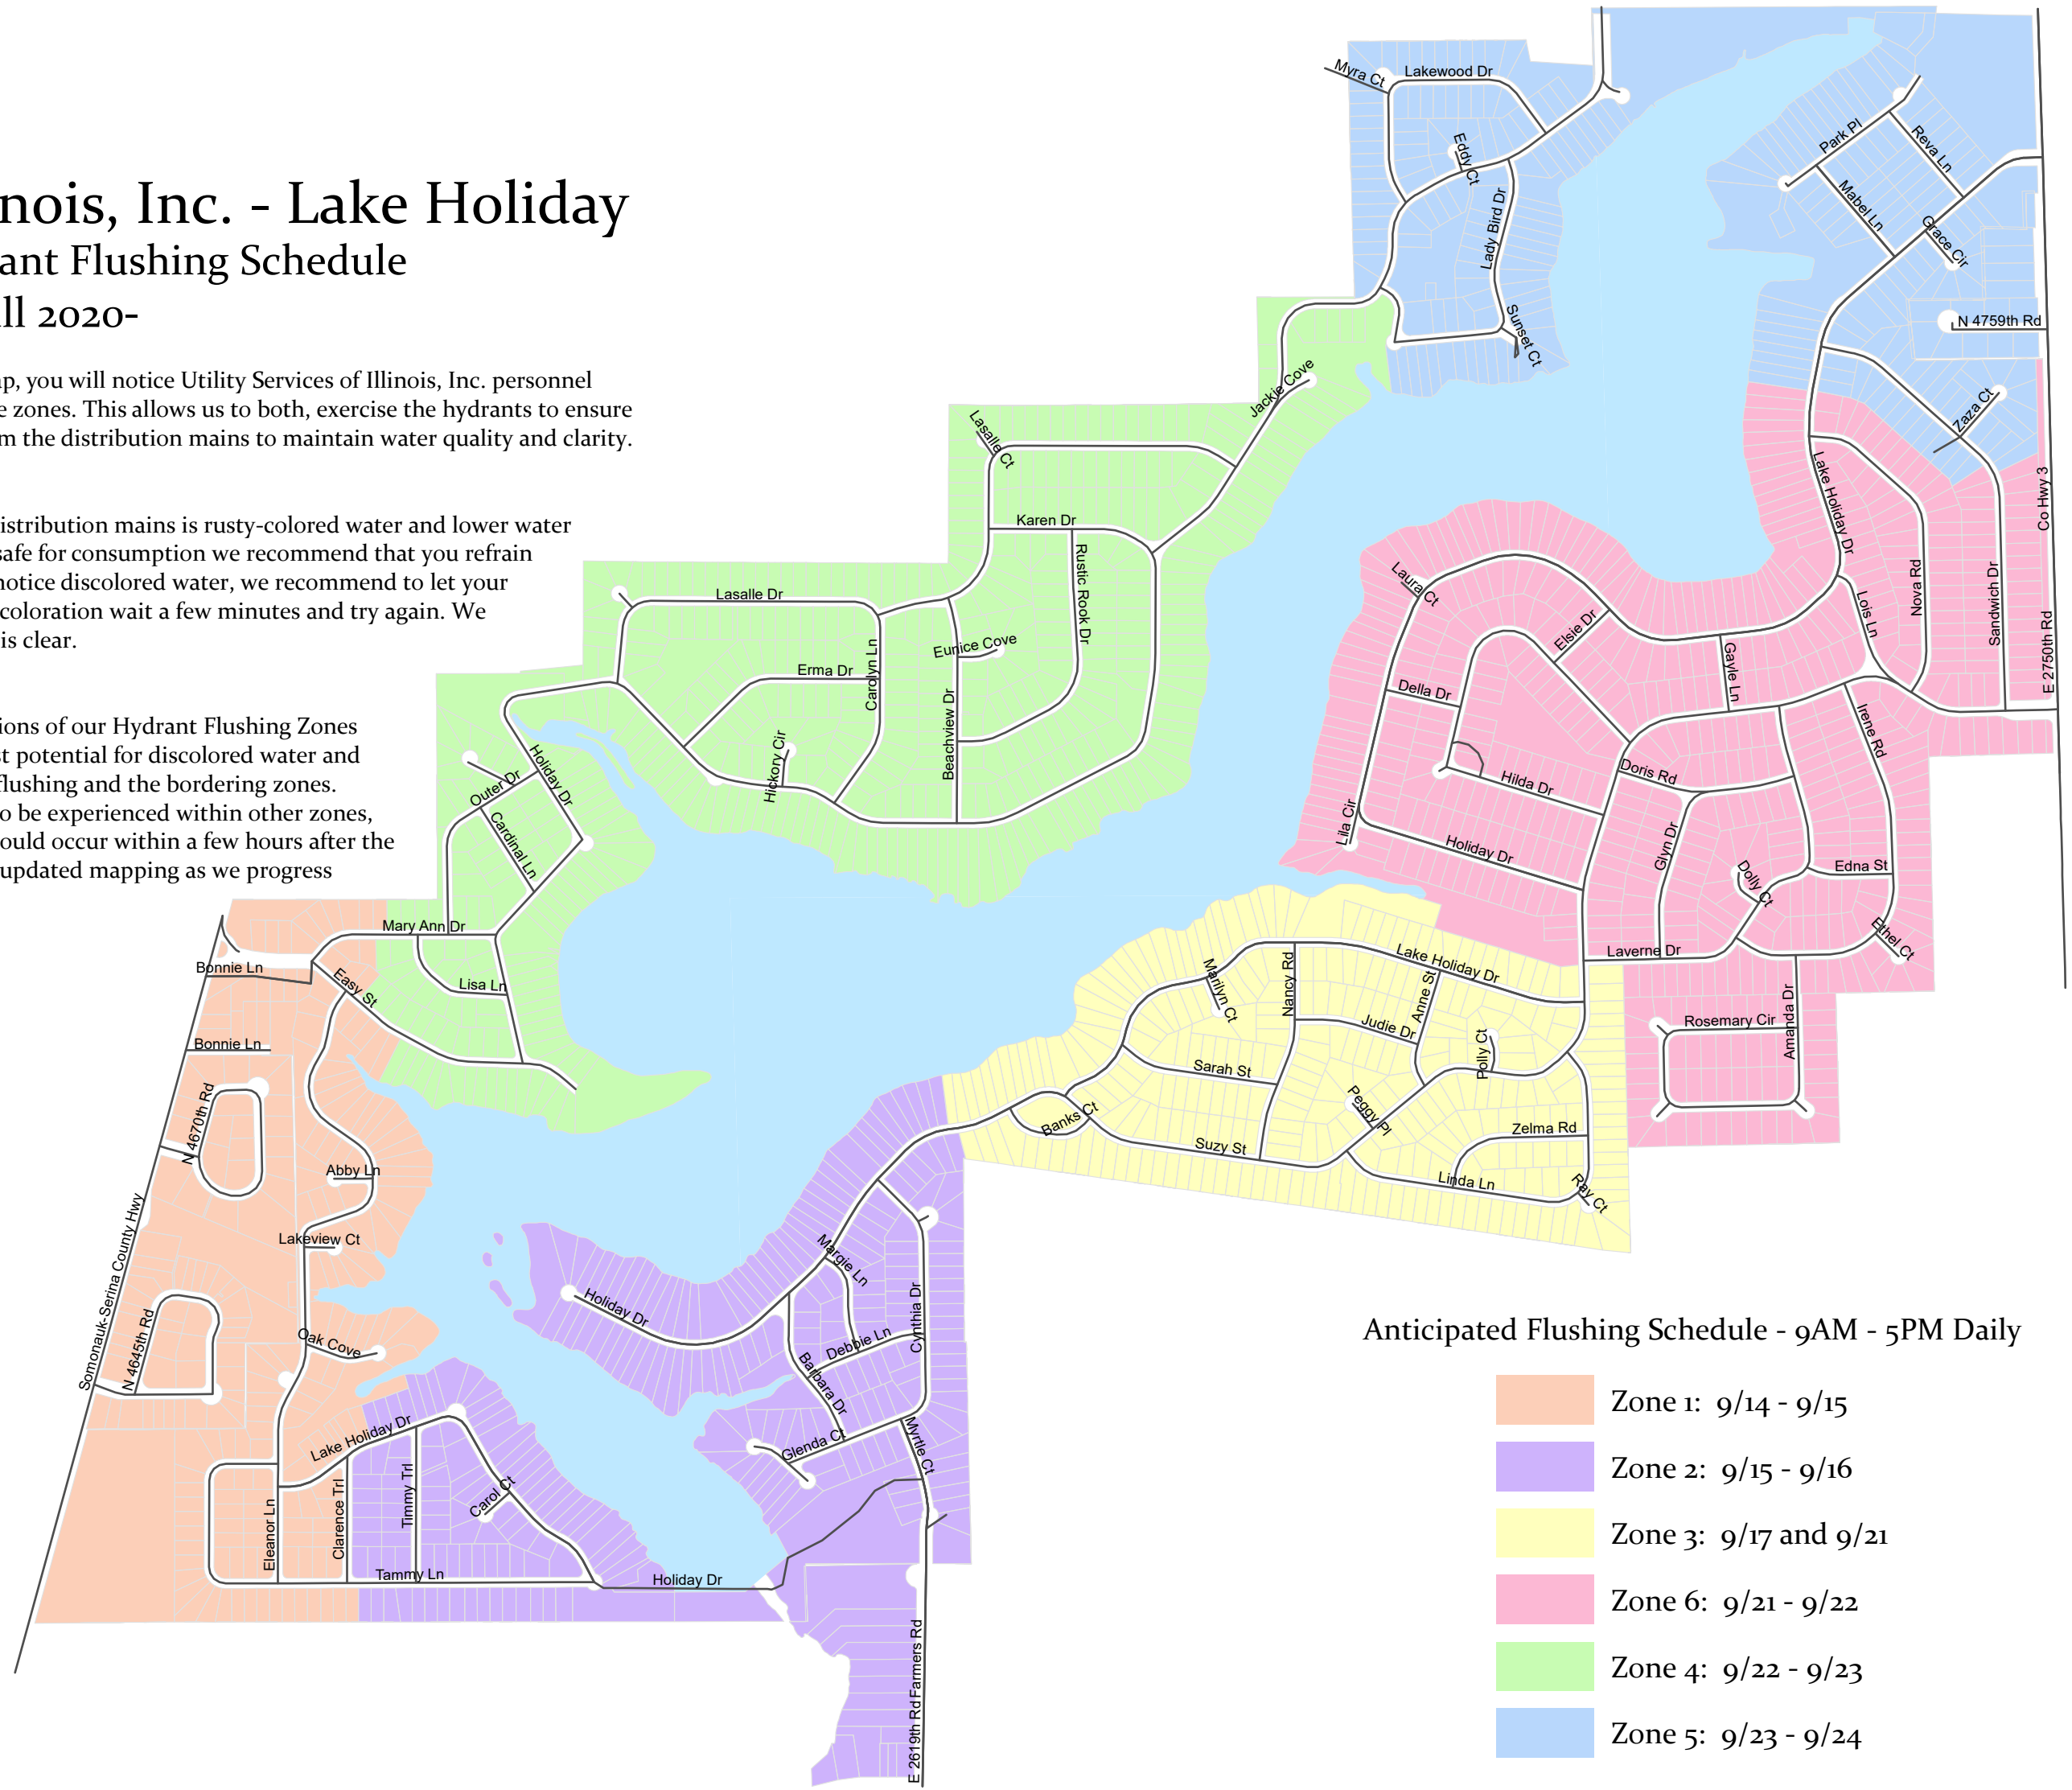 nois, Inc. - Lake Holiday
ant Flushing Schedule
ll 2020-
ap, you will notice Utility Services of Illinois, Inc. personnel
e zones. This allows us to both, exercise the hydrants to ensure
m the distribution mains to maintain water quality and clarity.
istribution mains is rusty-colored water and lower water
safe for consumption we recommend that you refrain
notice discolored water, we recommend to let your
coloration wait a few minutes and try again. We
is clear.
ions of our Hydrant Flushing Zones
st potential for discolored water and
flushing and the bordering zones.
o be experienced within other zones,
ould occur within a few hours after the
updated mapping as we progress
Myra Ct
Lakewood Dr
Eddy Ct
Lady Bird Dr
Sunset Ct
Park Pl
Reva Ln
Mabel Ln
Grace Cir
N 4759th Rd
Zaza Ct
Co Hwy 3
Jackie Cove
Lasalle Ct
Karen Dr
Rustic Rook Dr
Lasalle Dr
Eunice Cove
Erma Dr
Carolyn Ln
Beachview Dr
Hickory Cir
Holiday Dr
Outer Dr
Cardinal Ln
Mary Ann Dr
Lisa Ln
Easy St
Lake Holiday Dr
Nova Rd
Sandwich Dr
Lois Ln
E 2750th Rd
Laura Ct
Elsie Dr
Gayle Ln
Della Dr
Irene Rd
Hilda Dr
Doris Rd
Lila Cir
Holiday Dr
Glyn Dr
Dolly Ct
Edna St
Ethel Ct
Laverne Dr
Amanda Dr
Rosemary Cir
Lake Holiday Dr
Marilyn Ct
Nancy Rd
Anne St
Judie Dr
Polly Ct
Sarah St
Peggy Pl
Banks Ct
Suzy St
Zelma Rd
Linda Ln
Ray Ct
Bonnie Ln
Bonnie Ln
N 4670th Rd
Abby Ln
Lakeview Ct
Somonauk-Serina County Hwy
N 4645th Rd
Oak Cove
Lake Holiday Dr
Eleanor Ln
Clarence Trl
Timmy Trl
Carol Ct
Tammy Ln
Holiday Dr
Holiday Dr
Margie Ln
Cynthia Dr
Debbie Ln
Barbara Dr
Glenda Ct
Myrtle Ct
E 2619th Rd Farmers Rd
Anticipated Flushing Schedule - 9AM - 5PM Daily
Zone 1: 9/14 - 9/15
Zone 2: 9/15 - 9/16
Zone 3: 9/17 and 9/21
Zone 6: 9/21 - 9/22
Zone 4: 9/22 - 9/23
Zone 5: 9/23 - 9/24